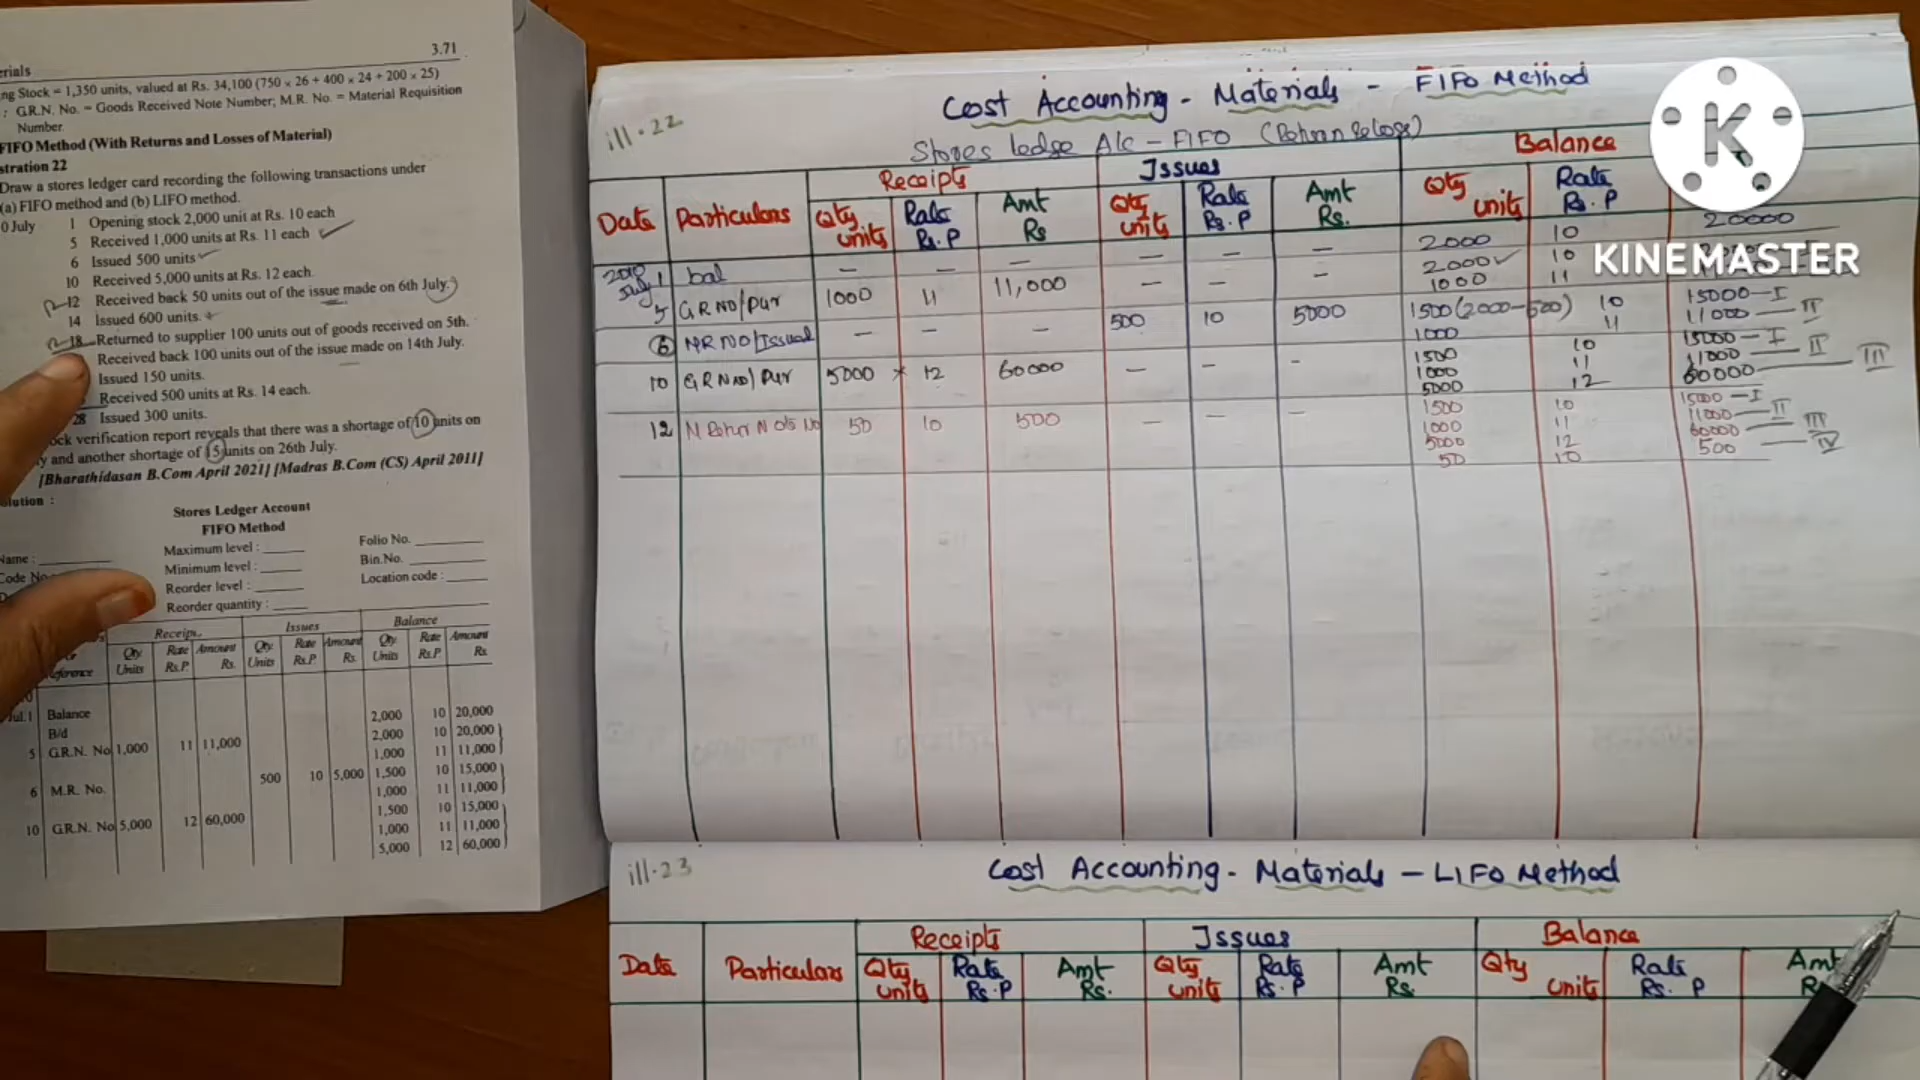 3.71
erials
ng Stock = 1,350 units, valued at Rs. 34,100 (750 × 26 + 400 × 24 + 200 × 25)
: G.R.N. No. = Goods Received Note Number; M.R. No. = Material Requisition
Number.
FIFO Method (With Returns and Losses of Material)
stration 22
Draw a stores ledger card recording the following transactions under
(a) FIFO method and (b) LIFO method.
0 July 1 Opening stock 2,000 unit at Rs. 10 each
5 Received 1,000 units at Rs. 11 each
6 Issued 500 units
10 Received 5,000 units at Rs. 12 each.
12 Received back 50 units out of the issue made on 6th July.
14 Issued 600 units.
18 Returned to supplier 100 units out of goods received on 5th.
Received back 100 units out of the issue made on 14th July.
Issued 150 units.
Received 500 units at Rs. 14 each.
28 Issued 300 units.
ock verification report reveals that there was a shortage of 10 units on
y and another shortage of 15 units on 26th July.
[Bharathidasan B.Com April 2021] [Madras B.Com (CS) April 2011]
olution :
Stores Ledger Account
FIFO Method
Name :
Maximum level :
Folio No.
Code No
Minimum level :
Bin.No.
Reorder level :
Location code :
Reorder quantity :
Receipts Issues Balance
Qty. Units Rate Rs.P. Amount Rs. Qty. Units Rate Rs.P. Amount Rs. Qty. Units Rate Rs.P. Amount Rs.
eference
Jul.1 Balance B/d 2,000 10 20,000
5 G.R.N. No 1,000 11 11,000 2,000 10 20,000
1,000 11 11,000
6 M.R. No. 500 10 5,000 1,500 10 15,000
1,000 11 11,000
10 G.R.N. No 5,000 12 60,000 1,500 10 15,000
1,000 11 11,000
5,000 12 60,000
ill.22
Cost Accounting - Materials - FIFO Method
Stores ledge A/c - FIFO
Receipts Issues Balance
Date Particulars Qty units Rate Rs.P Amt Rs Qty units Rate Rs.P Amt Rs. Qty units Rate Rs.P
2010 July 1 bal — — — — — — 2000 10 20000
5 GR NO/Pur 1000 11 11,000 — — — 2000 10
1000 11
6 MR NO/Issued — — — 500 10 5000 1500 (2000-500) 10 15000 — I
1000 11 11000 — II
10 GR NO/Pur 5000 × 12 60000 — — — 1500 10 15000 — I
1000 11 11000 — II
5000 12 60000 — III
12 50 10 500 — — — 1500 10 15000 — I
1000 11 11000 — II
5000 12 60000 — III
50 10 500 — IV
K
KINEMASTER
ill.23
Cost Accounting - Materials - LIFO Method
Receipts Issues Balance
Date Particulars Qty units Rate Rs.P Amt Rs. Qty units Rate Rs.P Amt Rs. Qty units Rate Rs.P Amt